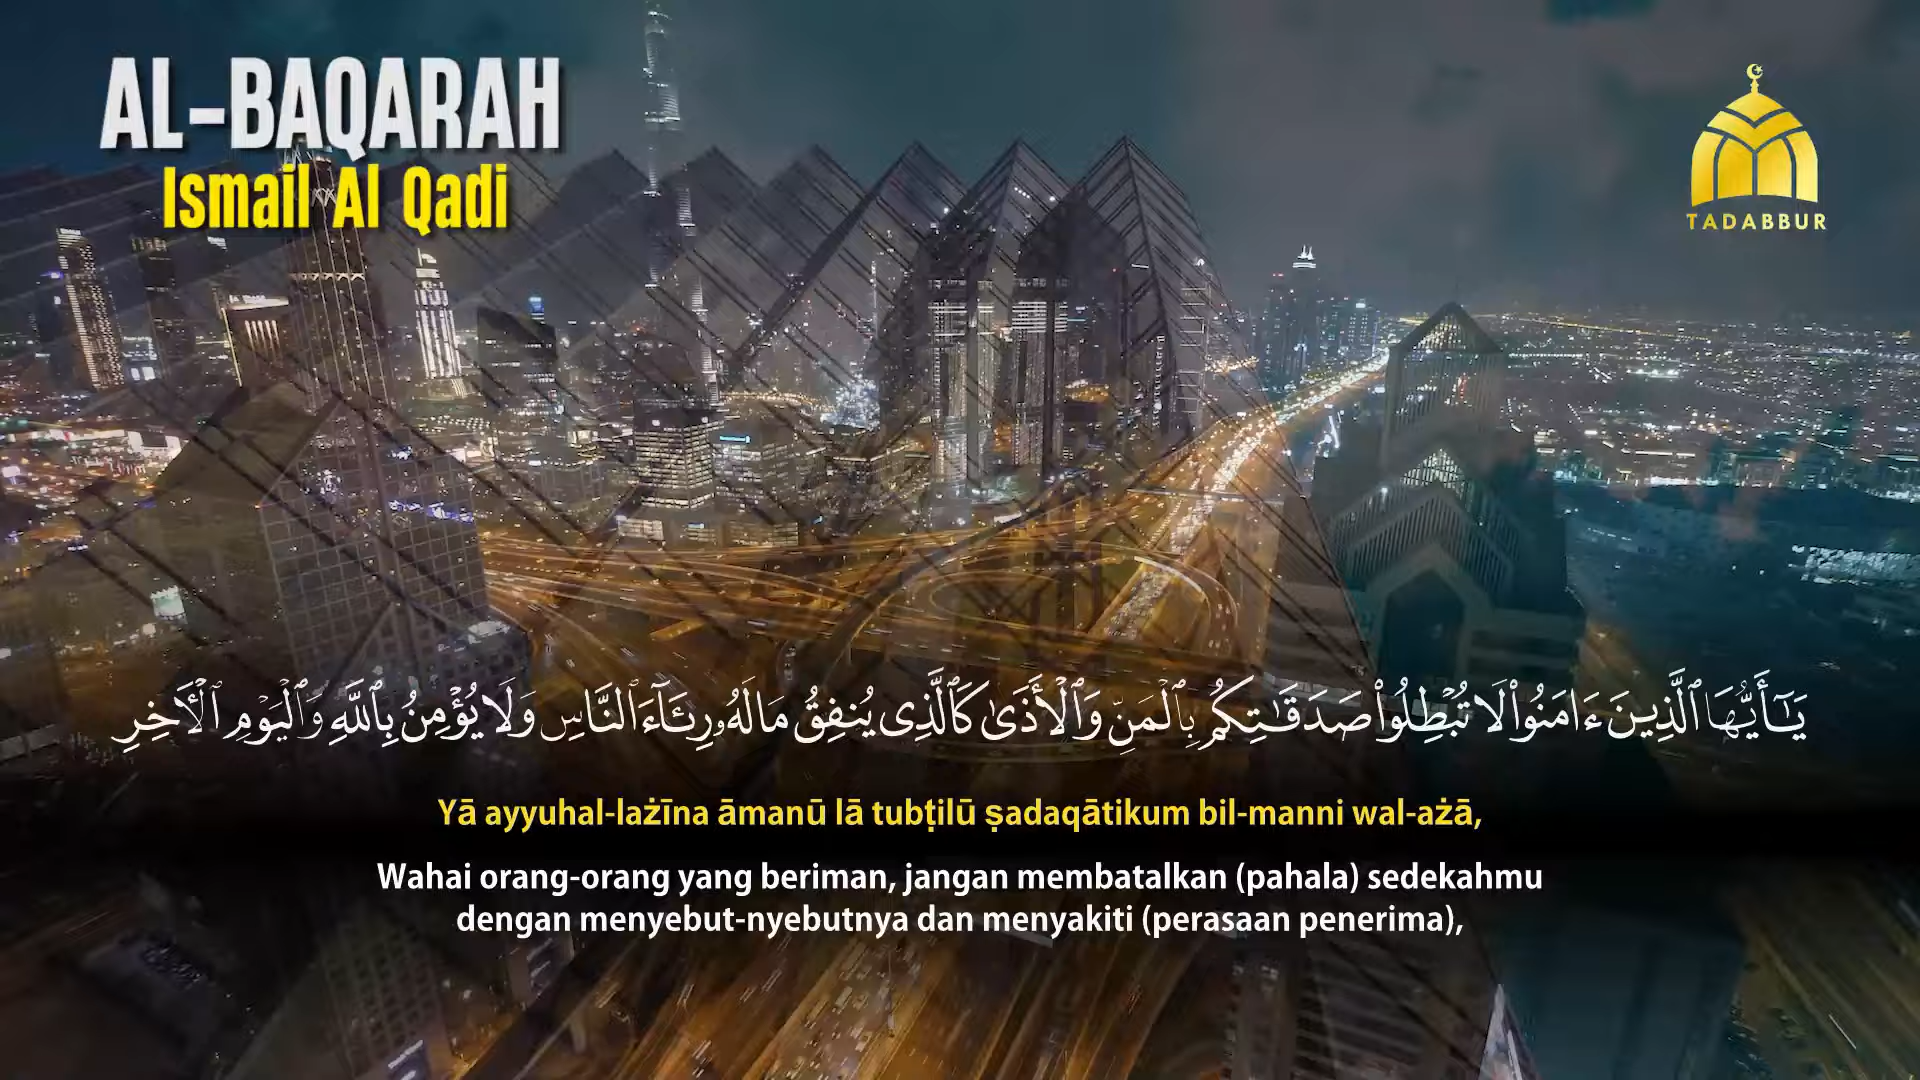 AL-BAQARAH
Ismail Al Qadi
TADABBUR
يَـٰٓأَيُّهَا ٱلَّذِينَ ءَامَنُوا۟ لَا تُبْطِلُوا۟ صَدَقَـٰتِكُم بِٱلْمَنِّ وَٱلْأَذَىٰ كَٱلَّذِى يُنفِقُ مَالَهُۥ رِئَآءَ ٱلنَّاسِ وَلَا يُؤْمِنُ بِٱللَّهِ وَٱلْيَوْمِ ٱلْـَٔاخِرِ
Yā ayyuhal-lażīna āmanū lā tubṭilū ṣadaqātikum bil-manni wal-ażā,
Wahai orang-orang yang beriman, jangan membatalkan (pahala) sedekahmu
dengan menyebut-nyebutnya dan menyakiti (perasaan penerima),